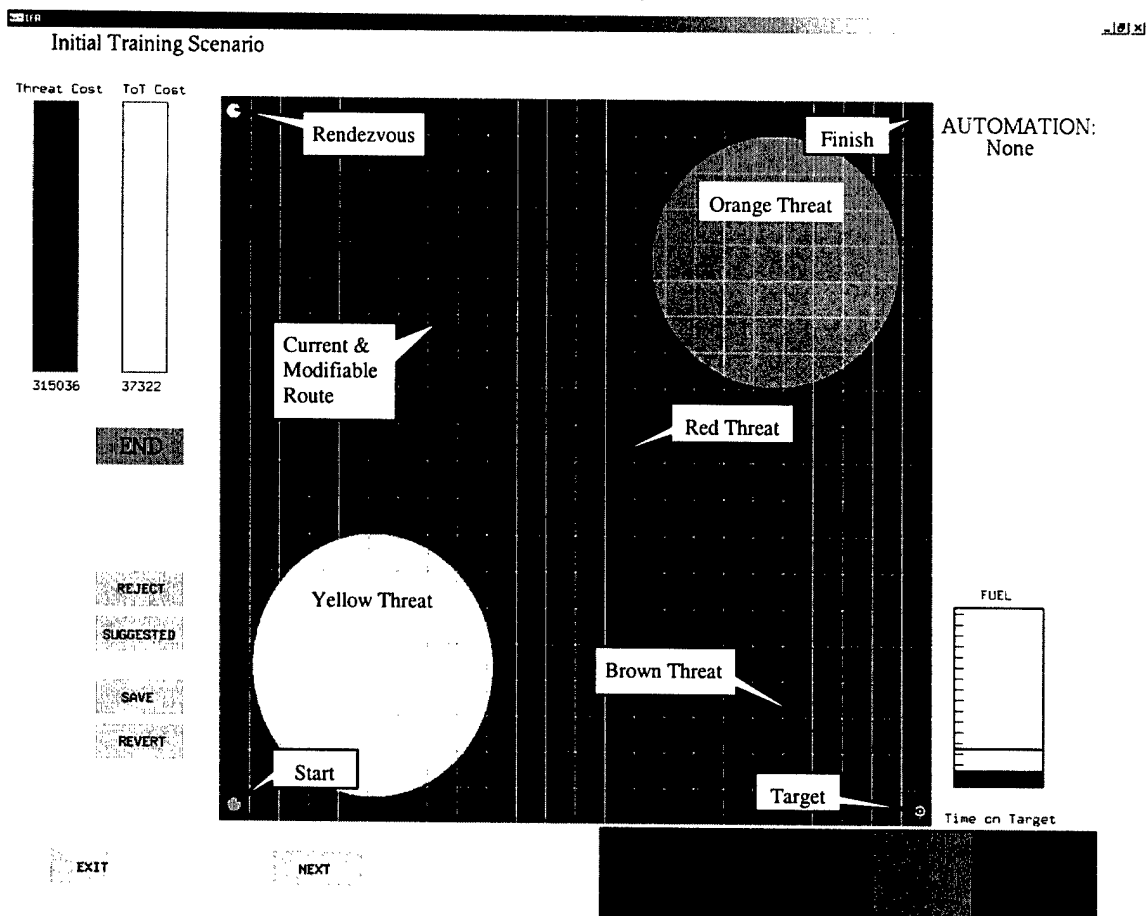 IFA
Initial Training Scenario
Threat Cost
ToT Cost
315036
37322
END
REJECT
SUGGESTED
SAVE
REVERT
EXIT
NEXT
Rendezvous
Finish
Orange Threat
Current &
Modifiable
Route
Red Threat
Yellow Threat
Brown Threat
Start
Target
AUTOMATION:
None
FUEL
Time on Target